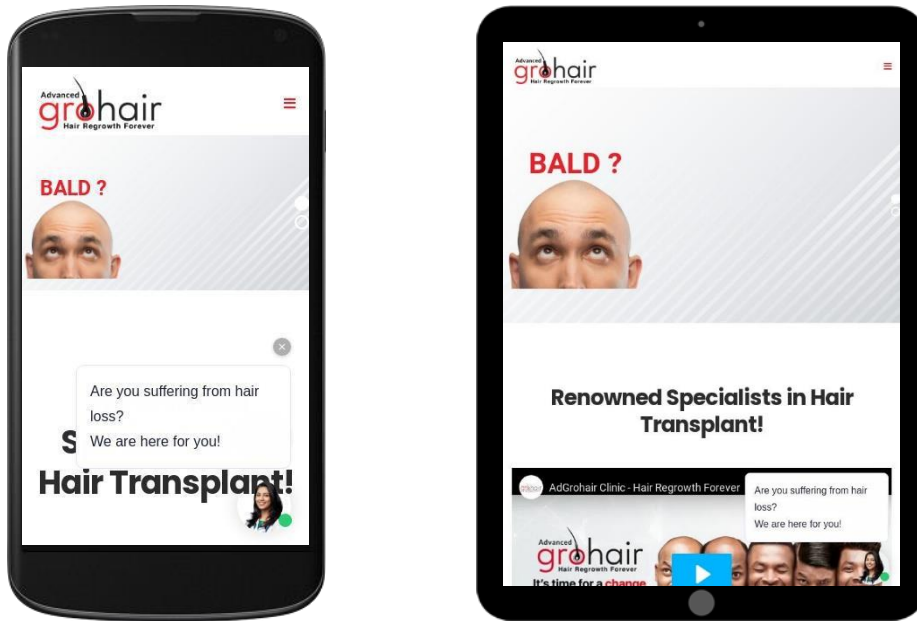 Advanced
grohair
Hair Regrowth Forever
BALD ?
Are you suffering from hair
loss?
We are here for you!
S
Hair Transplant!
Advanced
grohair
Hair Regrowth Forever
BALD ?
Renowned Specialists in Hair
Transplant!
AdGrohair Clinic - Hair Regrowth Forever
Are you suffering from hair
loss?
We are here for you!
Advanced
grohair
Hair Regrowth Forever
It's time for a change